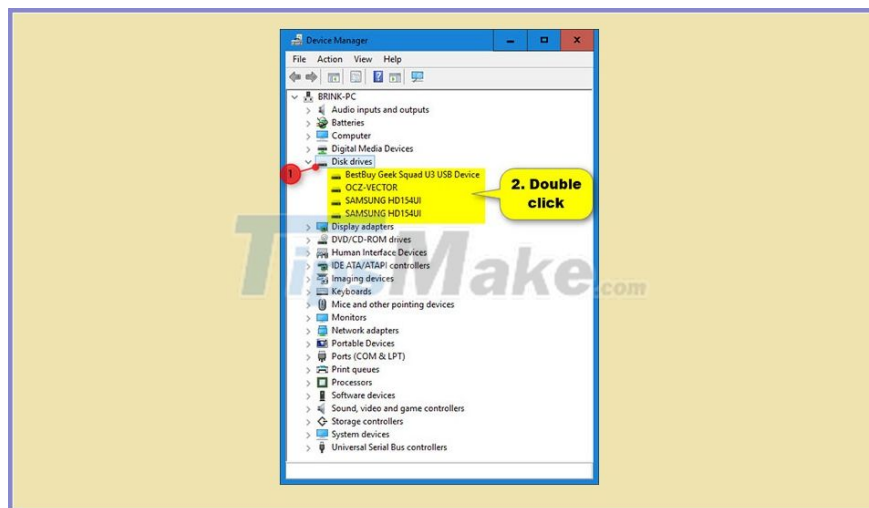 Device Manager
File Action View Help
BRINK-PC
Audio inputs and outputs
Batteries
Computer
Digital Media Devices
1
Disk drives
BestBuy Geek Squad U3 USB Device
OCZ-VECTOR
SAMSUNG HD154UI
SAMSUNG HD154UI
2. Double
click
Display adapters
DVD/CD-ROM drives
Human Interface Devices
IDE ATA/ATAPI controllers
Imaging devices
Keyboards
Mice and other pointing devices
Monitors
Network adapters
Portable Devices
Ports (COM & LPT)
Print queues
Processors
Software devices
Sound, video and game controllers
Storage controllers
System devices
Universal Serial Bus controllers
TipsMake.com